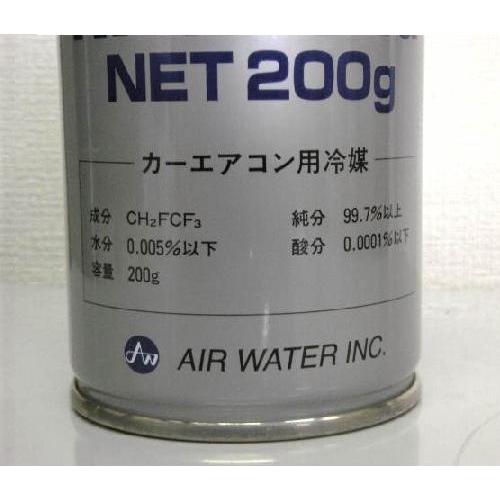 NET 200g
カーエアコン用冷媒
成分 CH₂FCF₃ 純分 99.7%以上
水分 0.005%以下 酸分 0.0001%以下
容量 200g
AW AIR WATER INC.